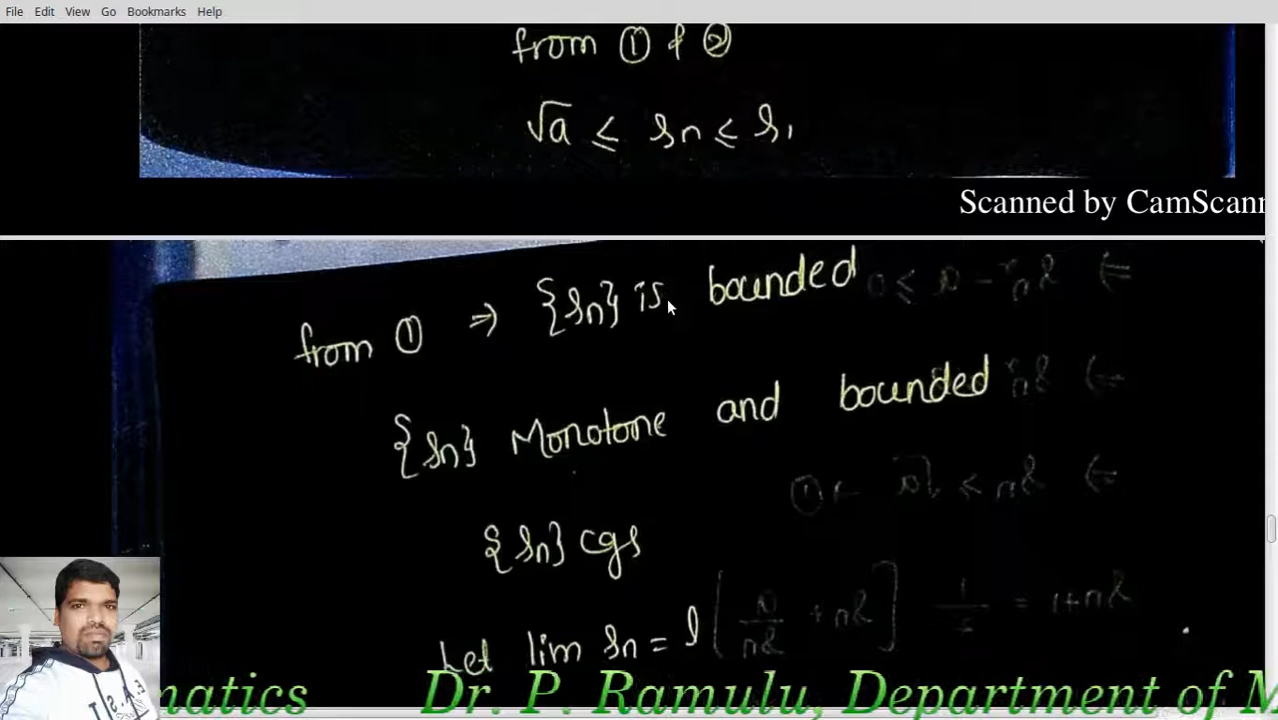 File Edit View Go Bookmarks Help
from ① & ②
√a ≤ sn ≤ s₁
Scanned by CamScann
from ① ⇒ {sn} is bounded
{sn} Monotone and bounded
{sn} cgs
Let lim sn = l
matics Dr. P. Ramulu, Department of M